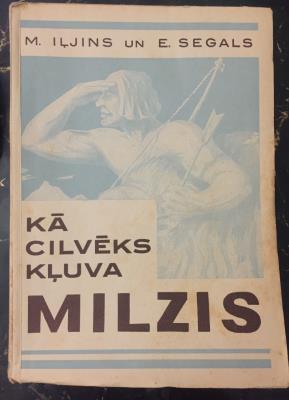 M. IĻJINS UN E. SEGALS
KĀ
CILVĒKS
KĻUVA
MILZIS